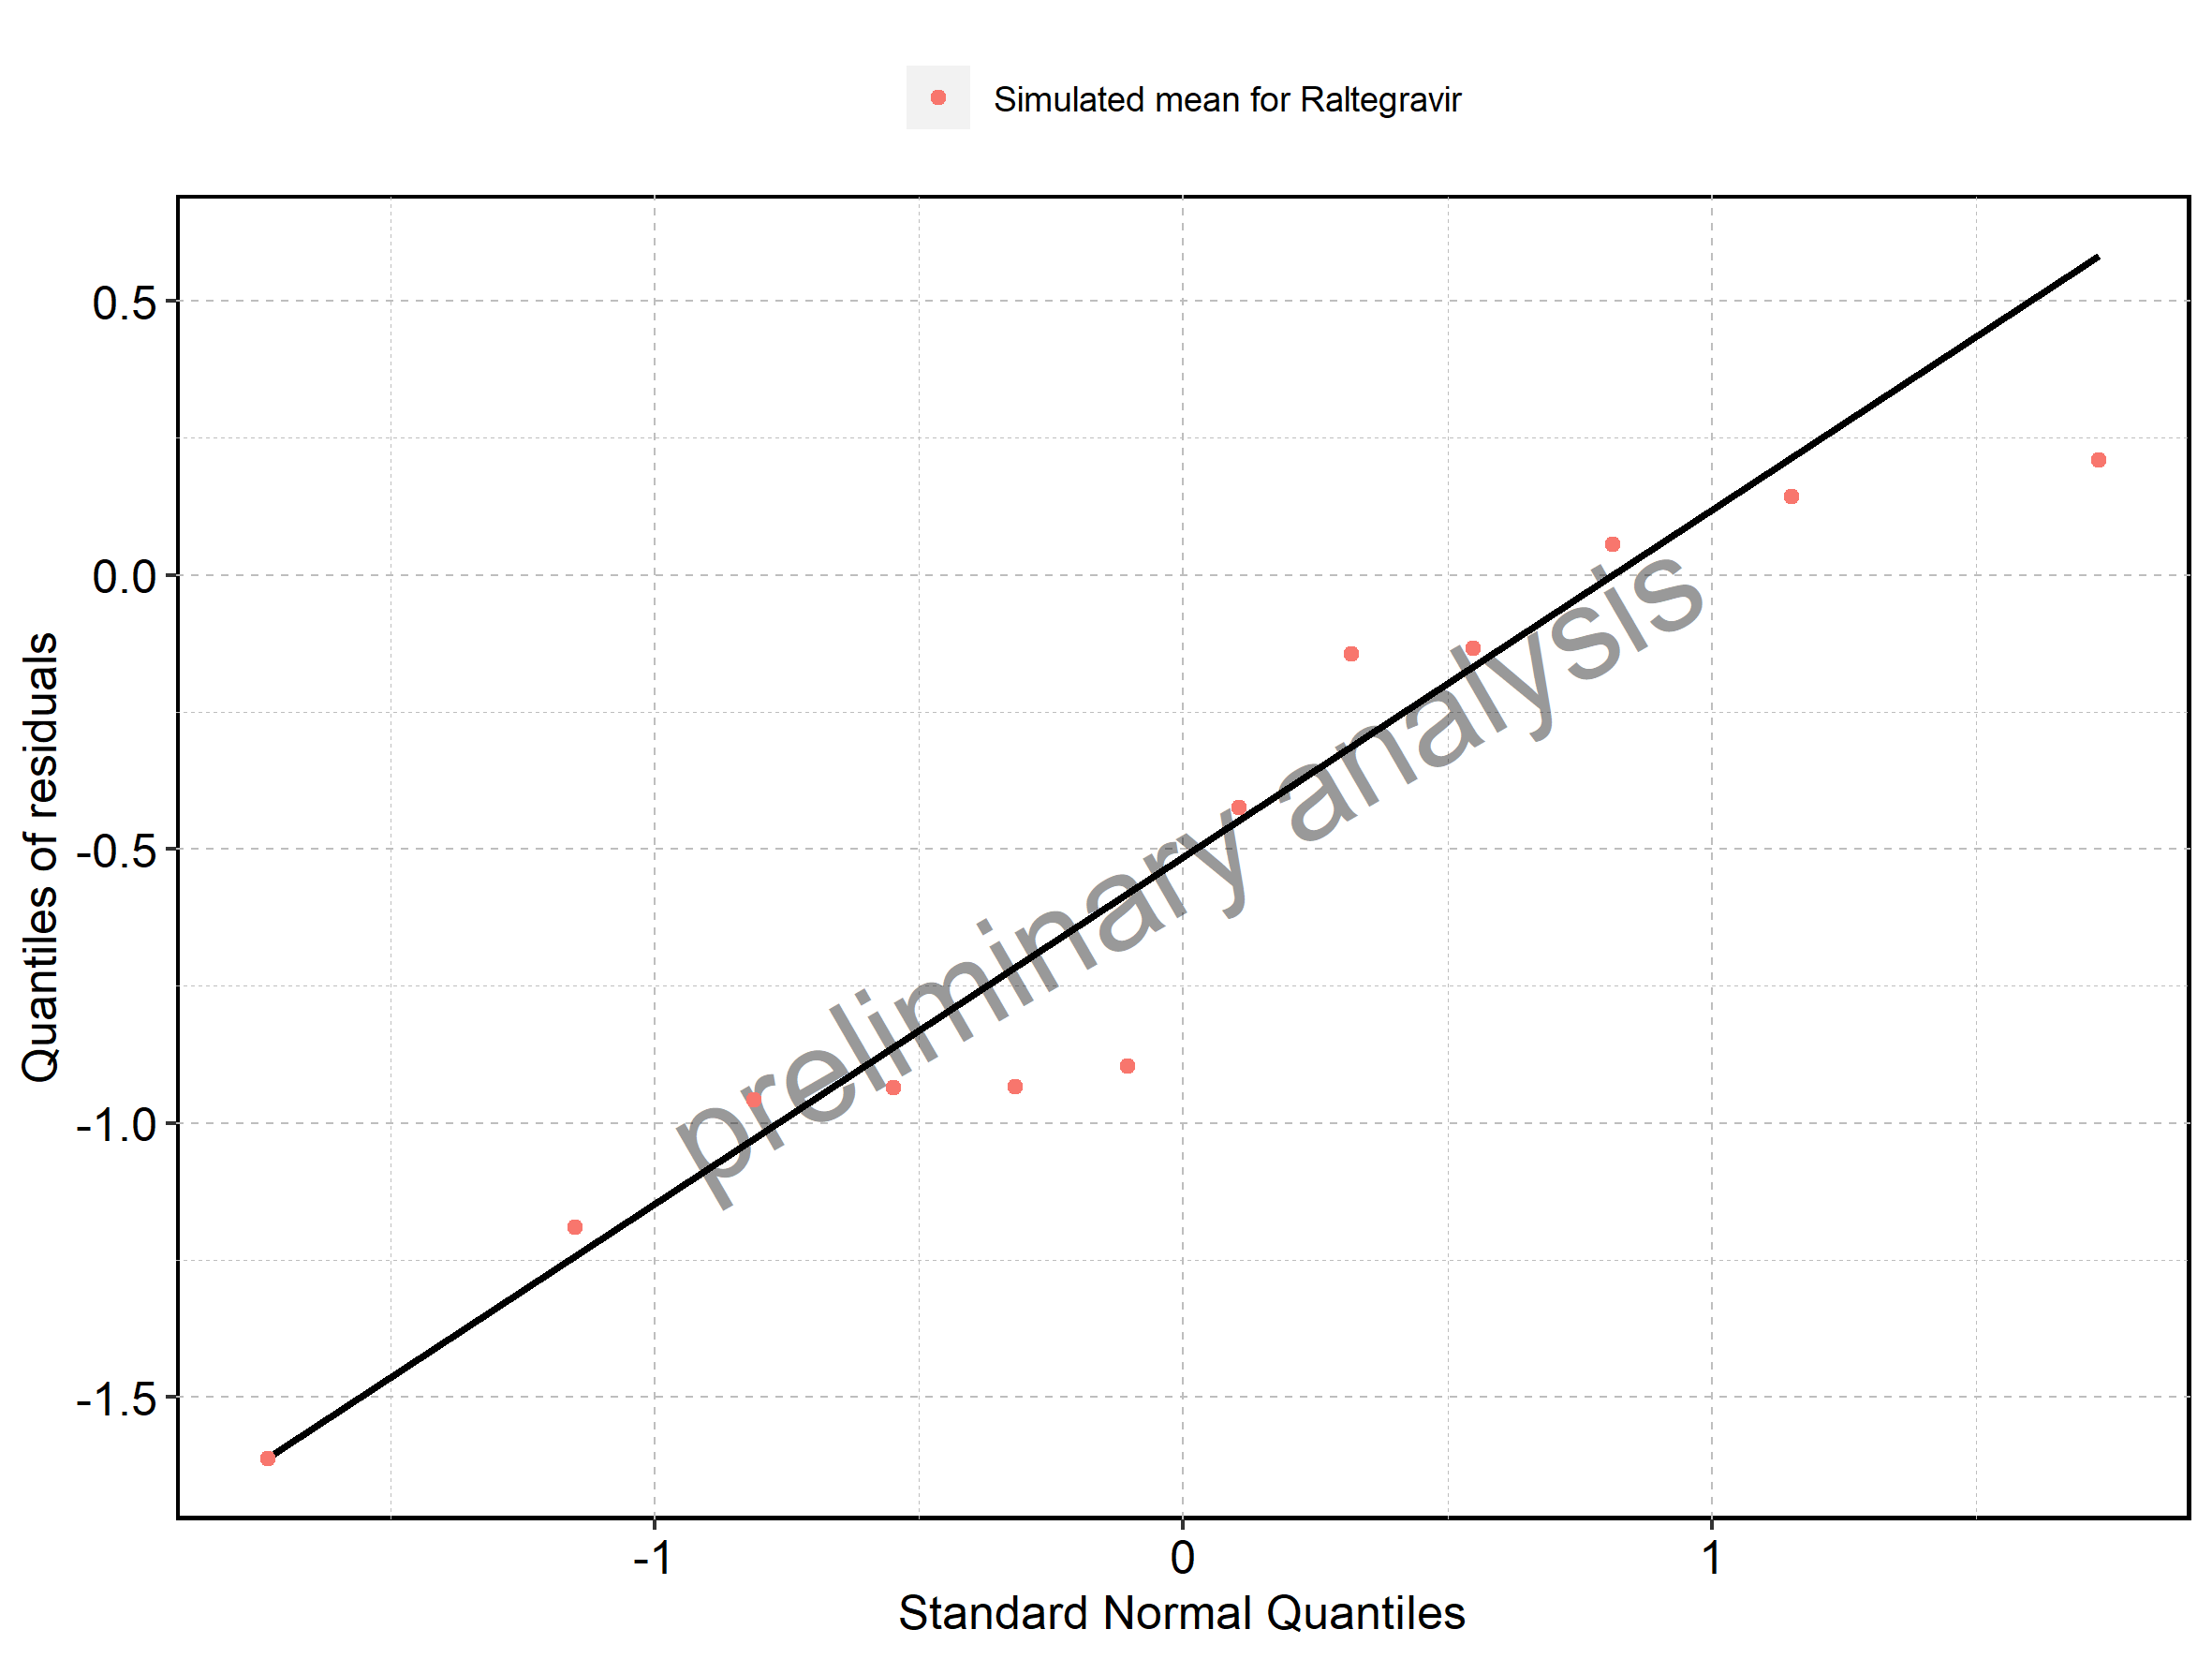 Simulated mean for Raltegravir
0.5
0.0
-0.5
-1.0
-1.5
Quantiles of residuals
preliminary analysis
-1
0
1
Standard Normal Quantiles